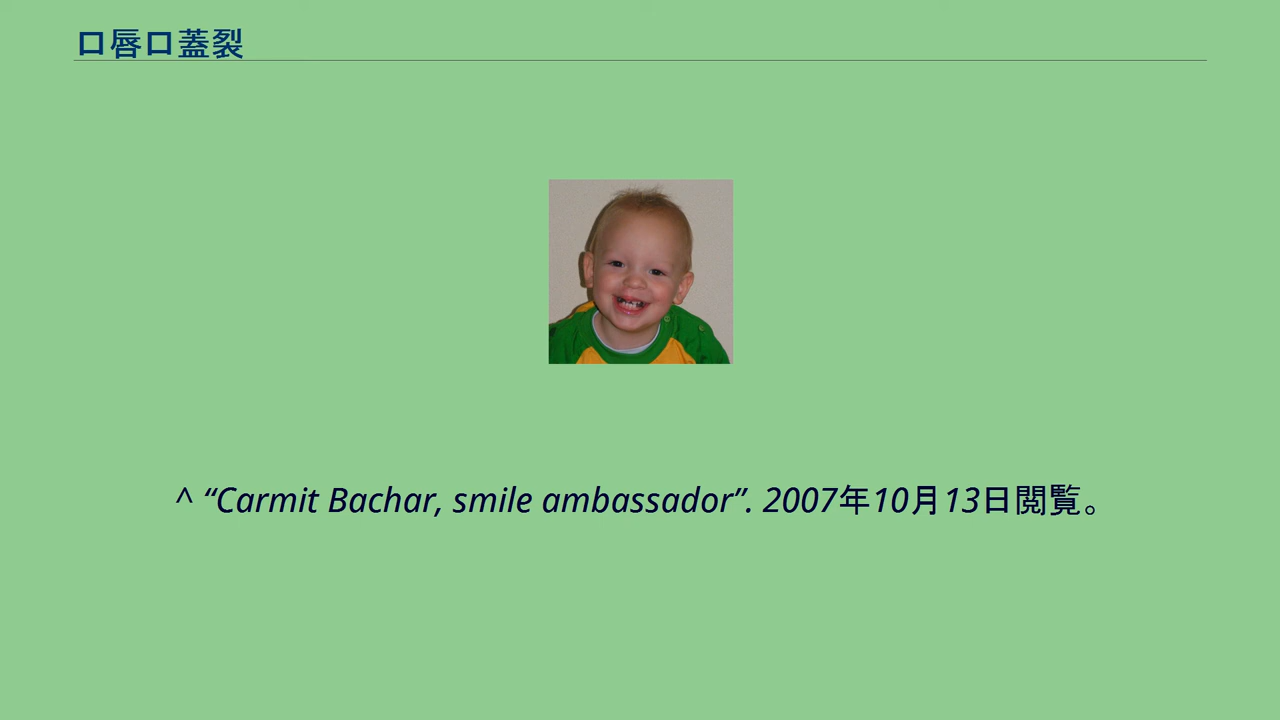 口唇口蓋裂
^ “Carmit Bachar, smile ambassador”. 2007年10月13日閲覧。